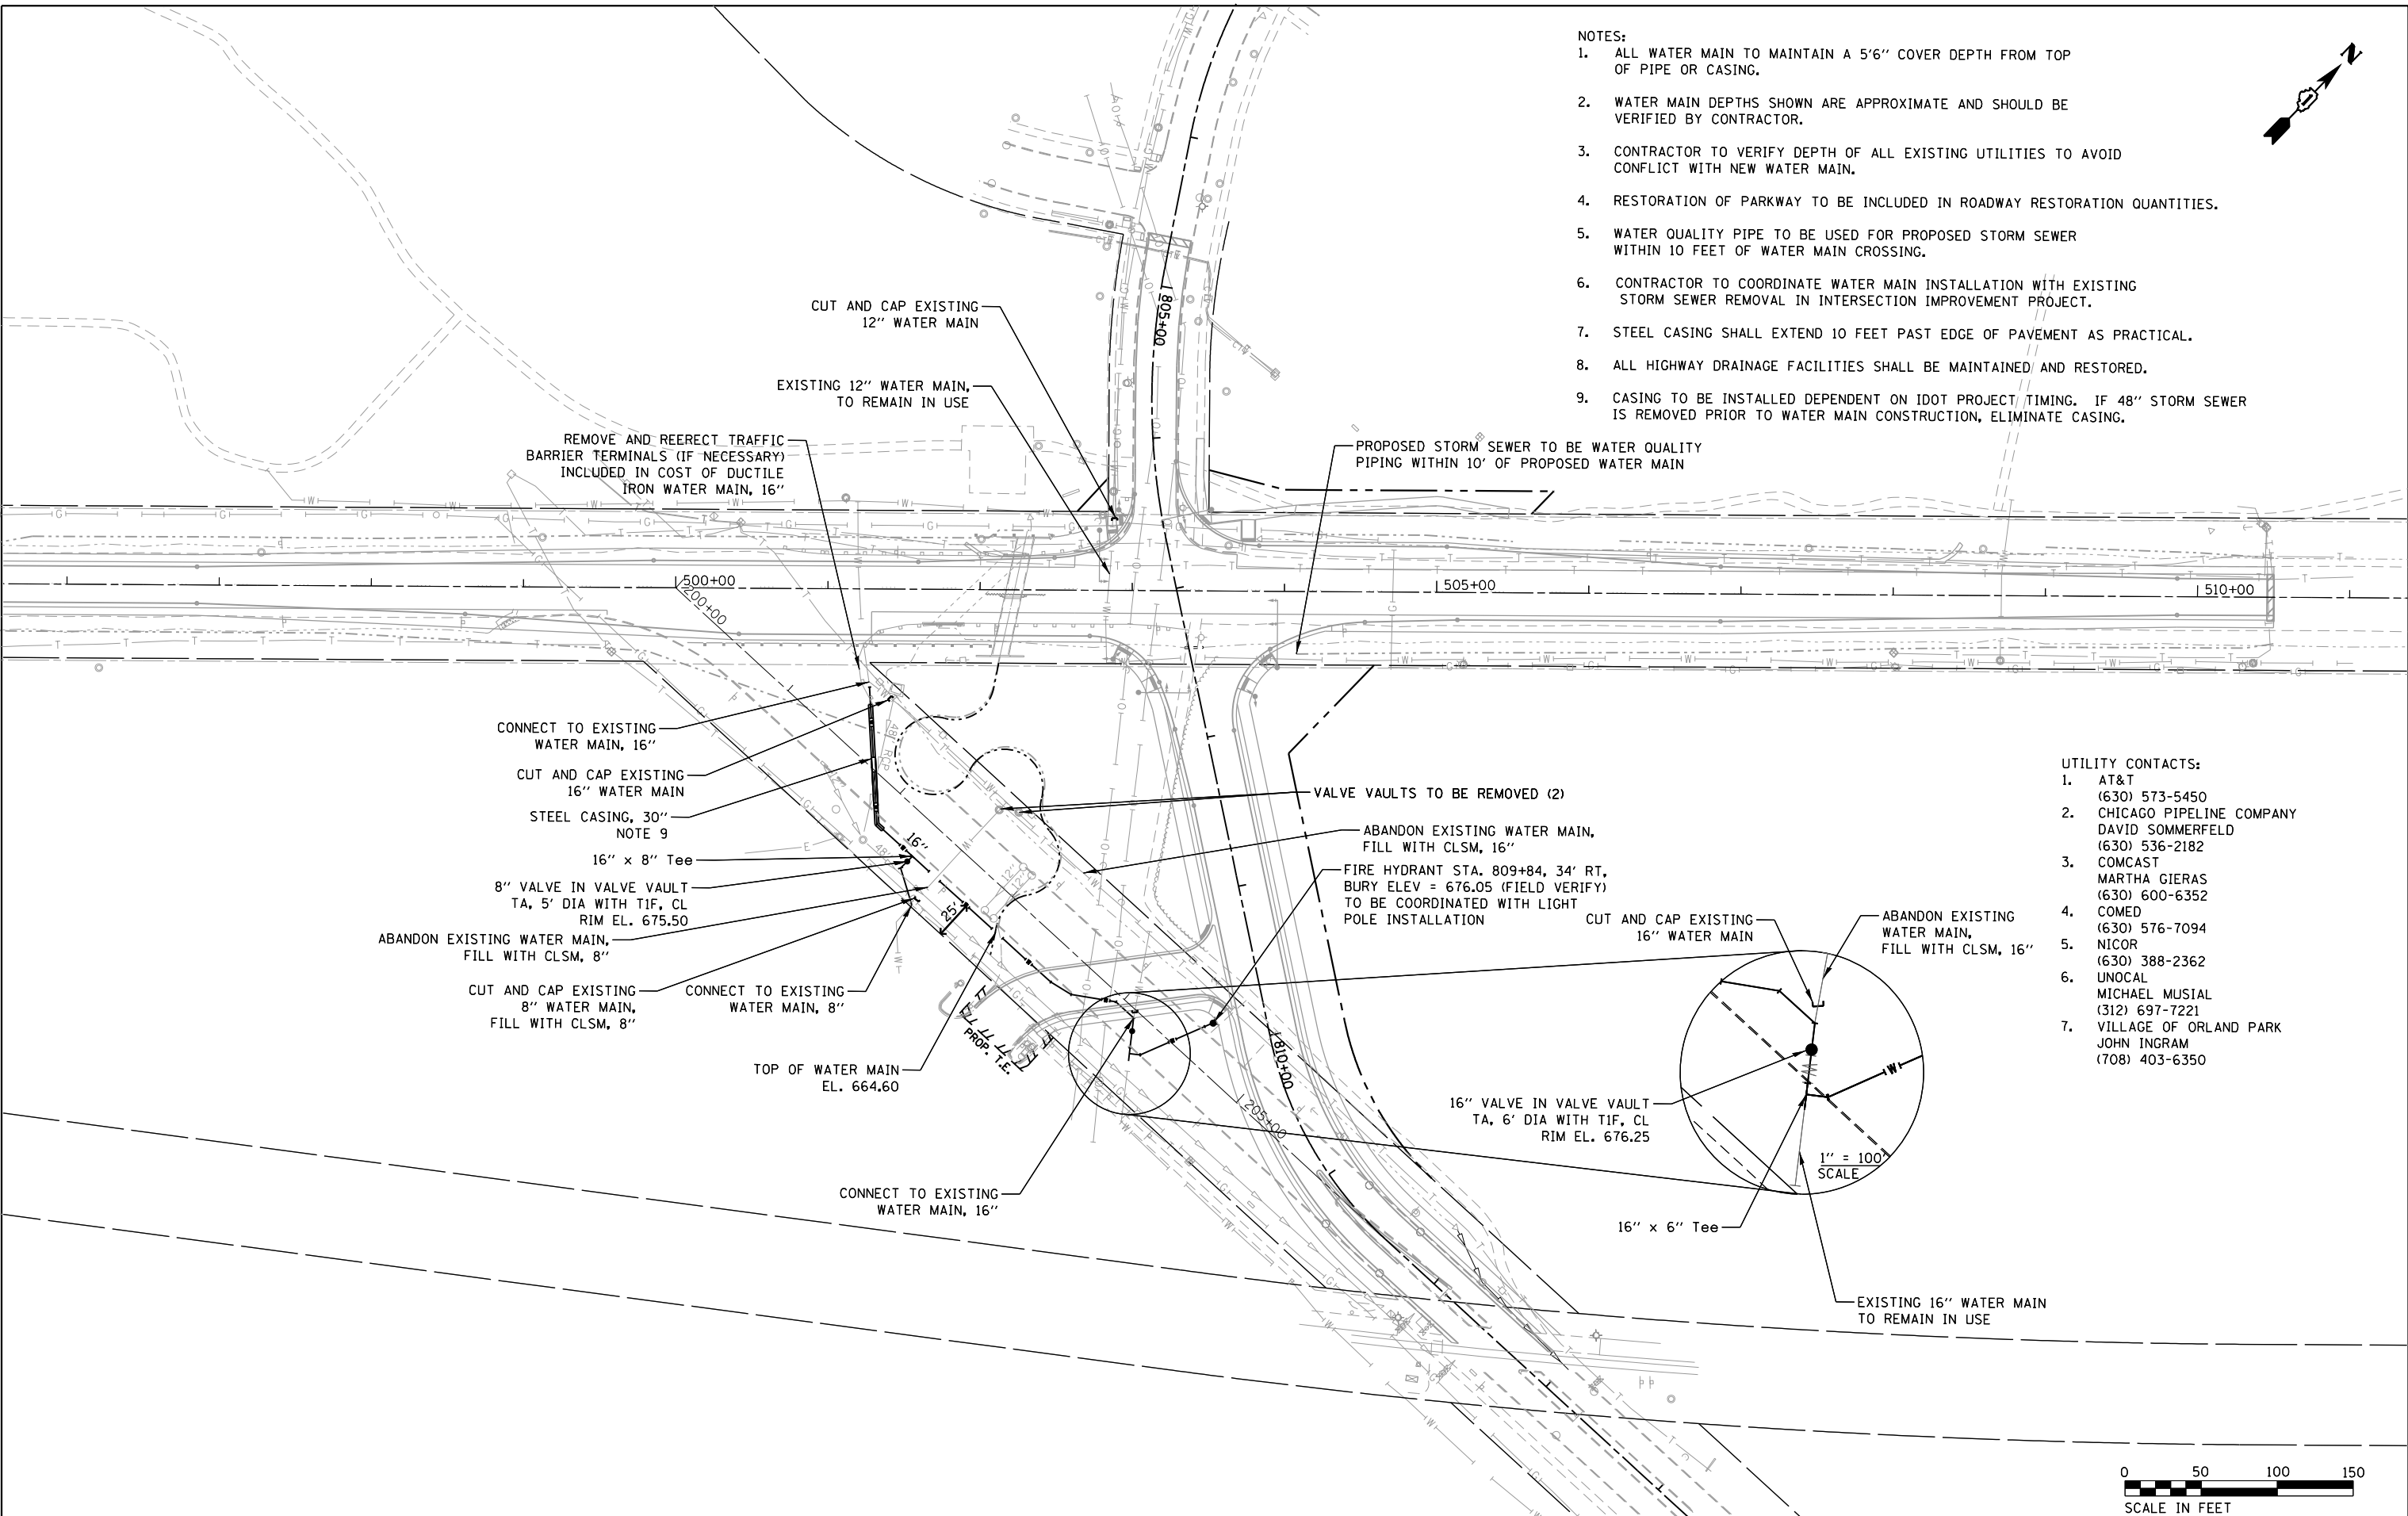 NOTES:
1. ALL WATER MAIN TO MAINTAIN A 5'6" COVER DEPTH FROM TOP
OF PIPE OR CASING.
2. WATER MAIN DEPTHS SHOWN ARE APPROXIMATE AND SHOULD BE
VERIFIED BY CONTRACTOR.
3. CONTRACTOR TO VERIFY DEPTH OF ALL EXISTING UTILITIES TO AVOID
CONFLICT WITH NEW WATER MAIN.
4. RESTORATION OF PARKWAY TO BE INCLUDED IN ROADWAY RESTORATION QUANTITIES.
5. WATER QUALITY PIPE TO BE USED FOR PROPOSED STORM SEWER
WITHIN 10 FEET OF WATER MAIN CROSSING.
6. CONTRACTOR TO COORDINATE WATER MAIN INSTALLATION WITH EXISTING
STORM SEWER REMOVAL IN INTERSECTION IMPROVEMENT PROJECT.
7. STEEL CASING SHALL EXTEND 10 FEET PAST EDGE OF PAVEMENT AS PRACTICAL.
8. ALL HIGHWAY DRAINAGE FACILITIES SHALL BE MAINTAINED AND RESTORED.
9. CASING TO BE INSTALLED DEPENDENT ON IDOT PROJECT TIMING. IF 48" STORM SEWER
IS REMOVED PRIOR TO WATER MAIN CONSTRUCTION, ELIMINATE CASING.
N
CUT AND CAP EXISTING
12" WATER MAIN
805+00
EXISTING 12" WATER MAIN,
TO REMAIN IN USE
REMOVE AND REERECT TRAFFIC
BARRIER TERMINALS (IF NECESSARY)
INCLUDED IN COST OF DUCTILE
IRON WATER MAIN, 16"
PROPOSED STORM SEWER TO BE WATER QUALITY
PIPING WITHIN 10' OF PROPOSED WATER MAIN
500+00
505+00
510+00
200+00
CONNECT TO EXISTING
WATER MAIN, 16"
CUT AND CAP EXISTING
16" WATER MAIN
STEEL CASING, 30"
NOTE 9
48" RCP
16"
16" x 8" Tee
8" VALVE IN VALVE VAULT
TA, 5' DIA WITH T1F, CL
RIM EL. 675.50
ABANDON EXISTING WATER MAIN,
FILL WITH CLSM, 8"
25'
CUT AND CAP EXISTING
8" WATER MAIN,
FILL WITH CLSM, 8"
CONNECT TO EXISTING
WATER MAIN, 8"
TOP OF WATER MAIN
EL. 664.60
PROP. T.E.
VALVE VAULTS TO BE REMOVED (2)
ABANDON EXISTING WATER MAIN,
FILL WITH CLSM, 16"
FIRE HYDRANT STA. 809+84, 34' RT,
BURY ELEV = 676.05 (FIELD VERIFY)
TO BE COORDINATED WITH LIGHT
POLE INSTALLATION
810+00
205+00
CONNECT TO EXISTING
WATER MAIN, 16"
CUT AND CAP EXISTING
16" WATER MAIN
ABANDON EXISTING
WATER MAIN,
FILL WITH CLSM, 16"
W
16" VALVE IN VALVE VAULT
TA, 6' DIA WITH T1F, CL
RIM EL. 676.25
1" = 100'
SCALE
16" x 6" Tee
EXISTING 16" WATER MAIN
TO REMAIN IN USE
UTILITY CONTACTS:
1. AT&T
(630) 573-5450
2. CHICAGO PIPELINE COMPANY
DAVID SOMMERFELD
(630) 536-2182
3. COMCAST
MARTHA GIERAS
(630) 600-6352
4. COMED
(630) 576-7094
5. NICOR
(630) 388-2362
6. UNOCAL
MICHAEL MUSIAL
(312) 697-7221
7. VILLAGE OF ORLAND PARK
JOHN INGRAM
(708) 403-6350
0 50 100 150
SCALE IN FEET